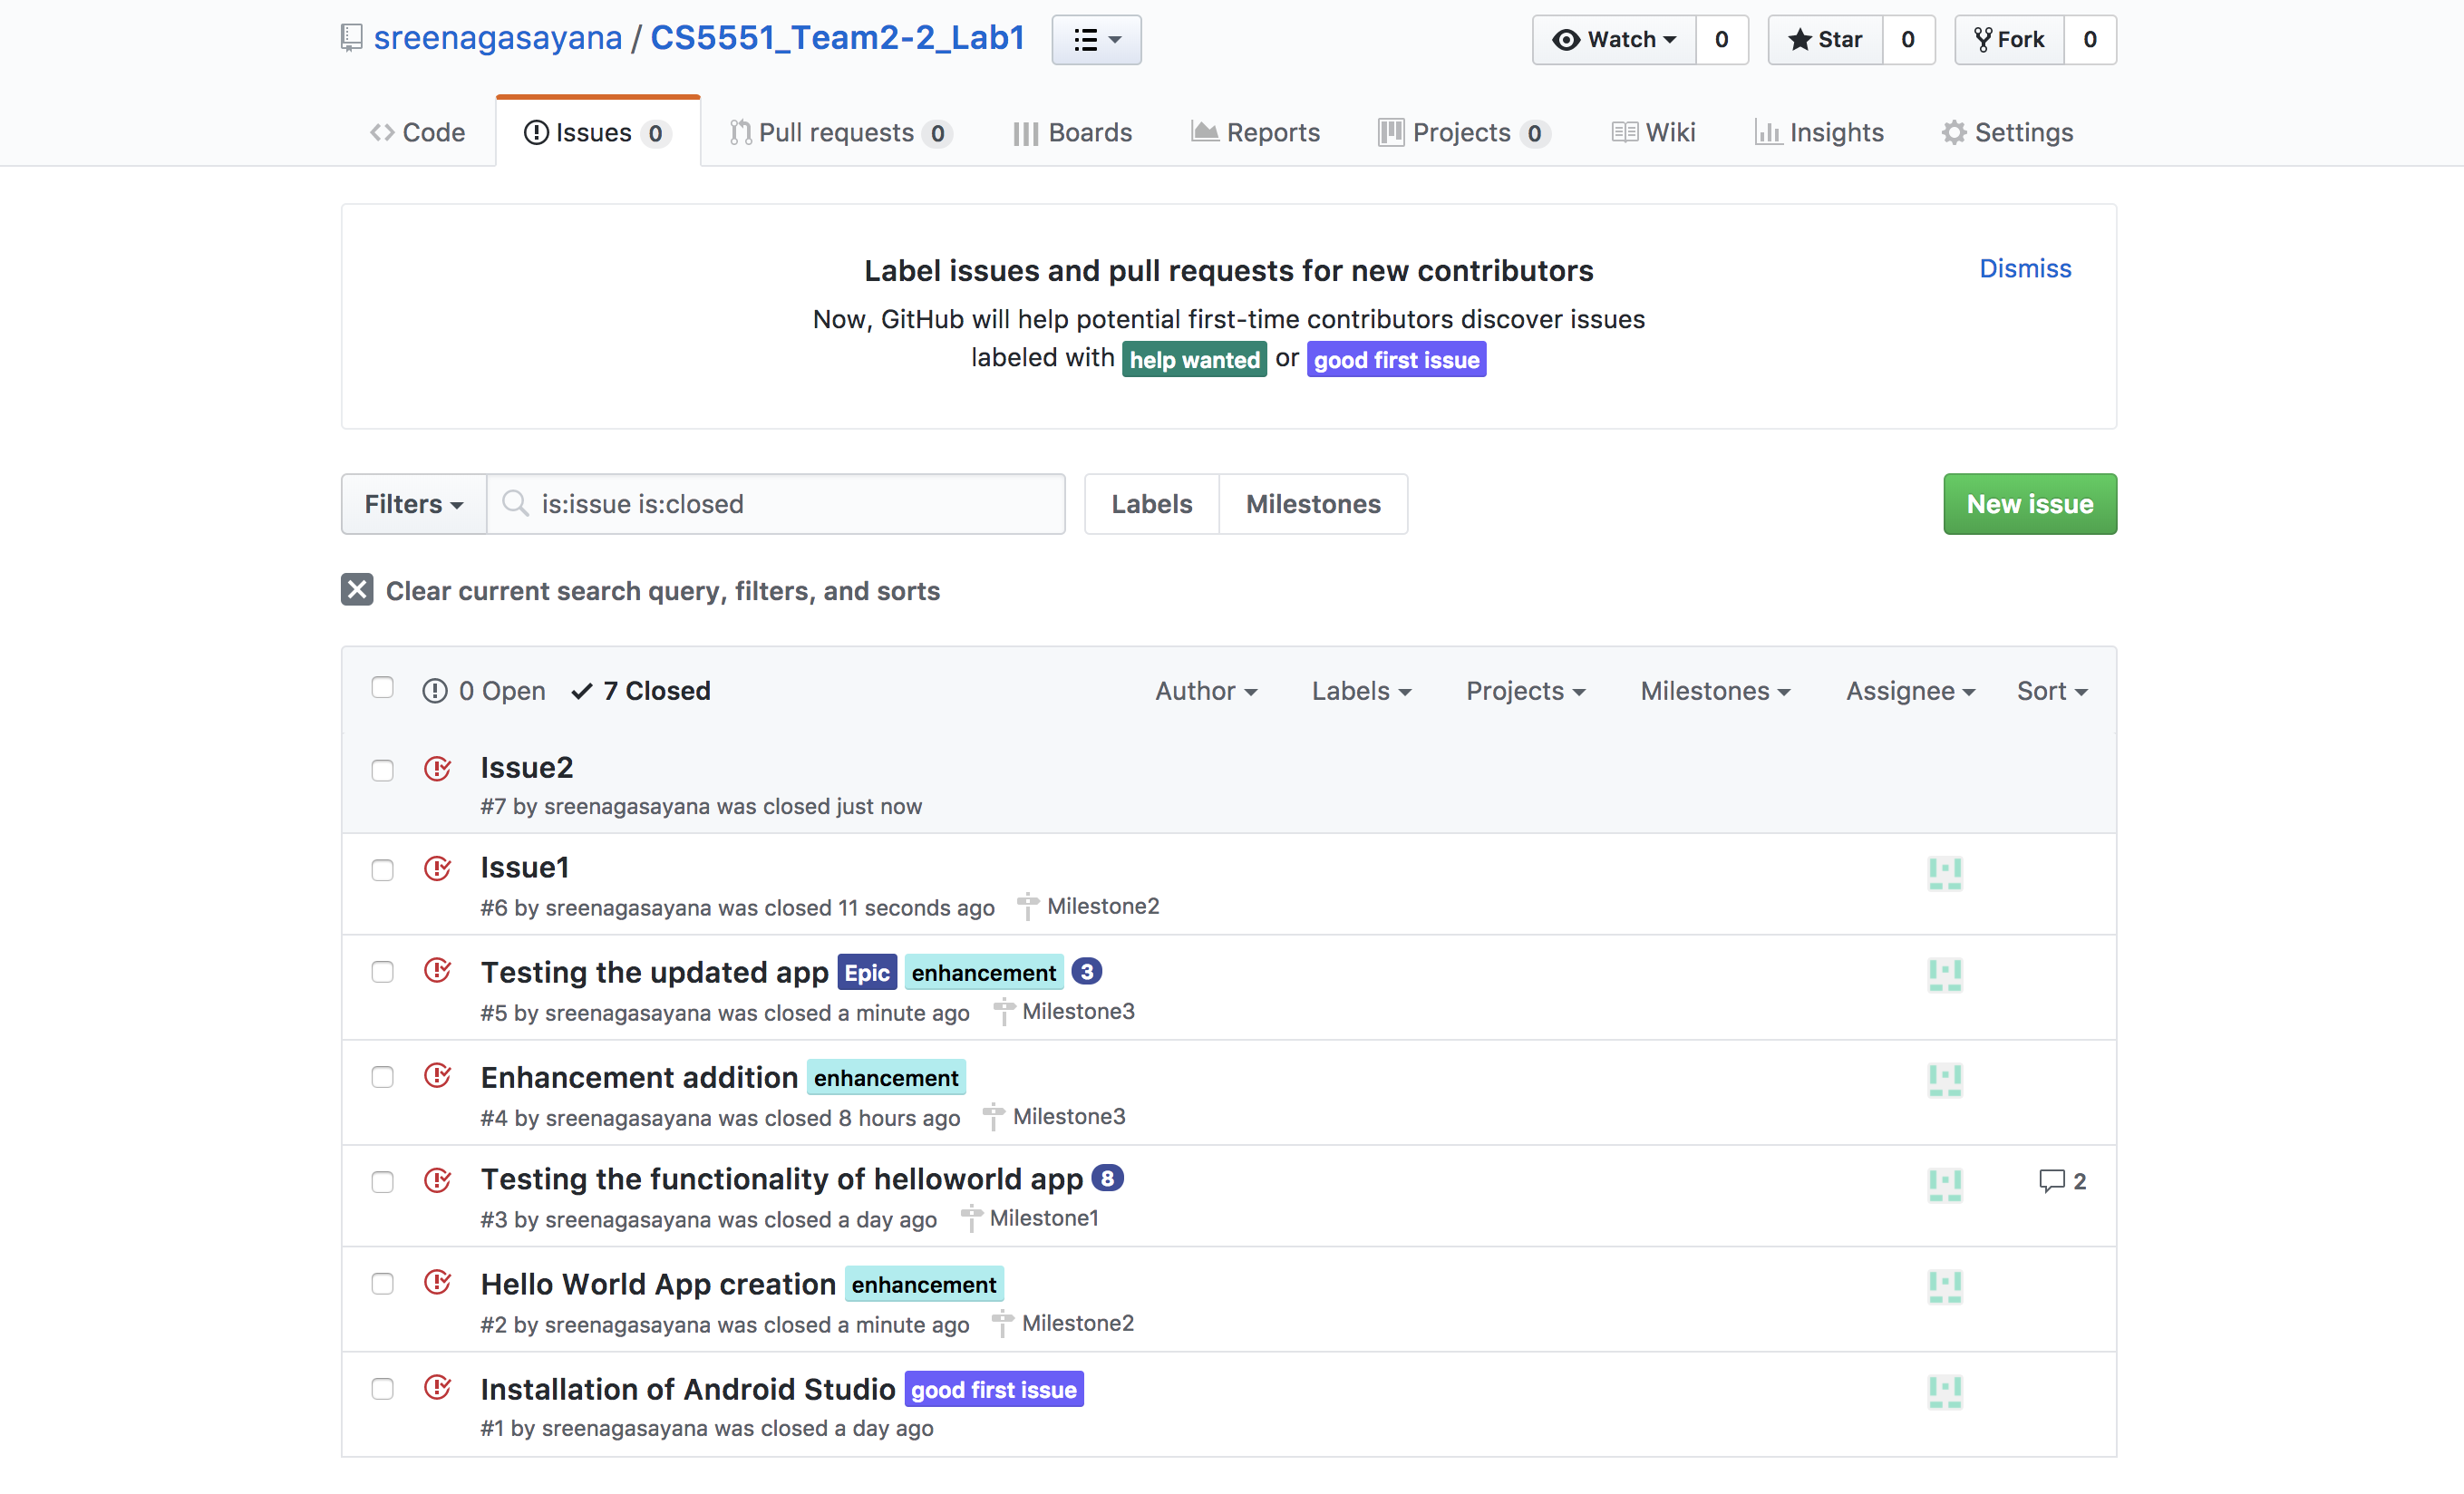 sreenagasayana / CS5551_Team2-2_Lab1 Watch 0 Star 0 Fork 0
Code Issues 0 Pull requests 0 Boards Reports Projects 0 Wiki Insights Settings
Label issues and pull requests for new contributors Dismiss
Now, GitHub will help potential first-time contributors discover issues
labeled with help wanted or good first issue
Filters is:issue is:closed Labels Milestones New issue
Clear current search query, filters, and sorts
0 Open 7 Closed Author Labels Projects Milestones Assignee Sort
Issue2
#7 by sreenagasayana was closed just now
Issue1
#6 by sreenagasayana was closed 11 seconds ago Milestone2
Testing the updated app Epic enhancement 3
#5 by sreenagasayana was closed a minute ago Milestone3
Enhancement addition enhancement
#4 by sreenagasayana was closed 8 hours ago Milestone3
Testing the functionality of helloworld app 8 2
#3 by sreenagasayana was closed a day ago Milestone1
Hello World App creation enhancement
#2 by sreenagasayana was closed a minute ago Milestone2
Installation of Android Studio good first issue
#1 by sreenagasayana was closed a day ago